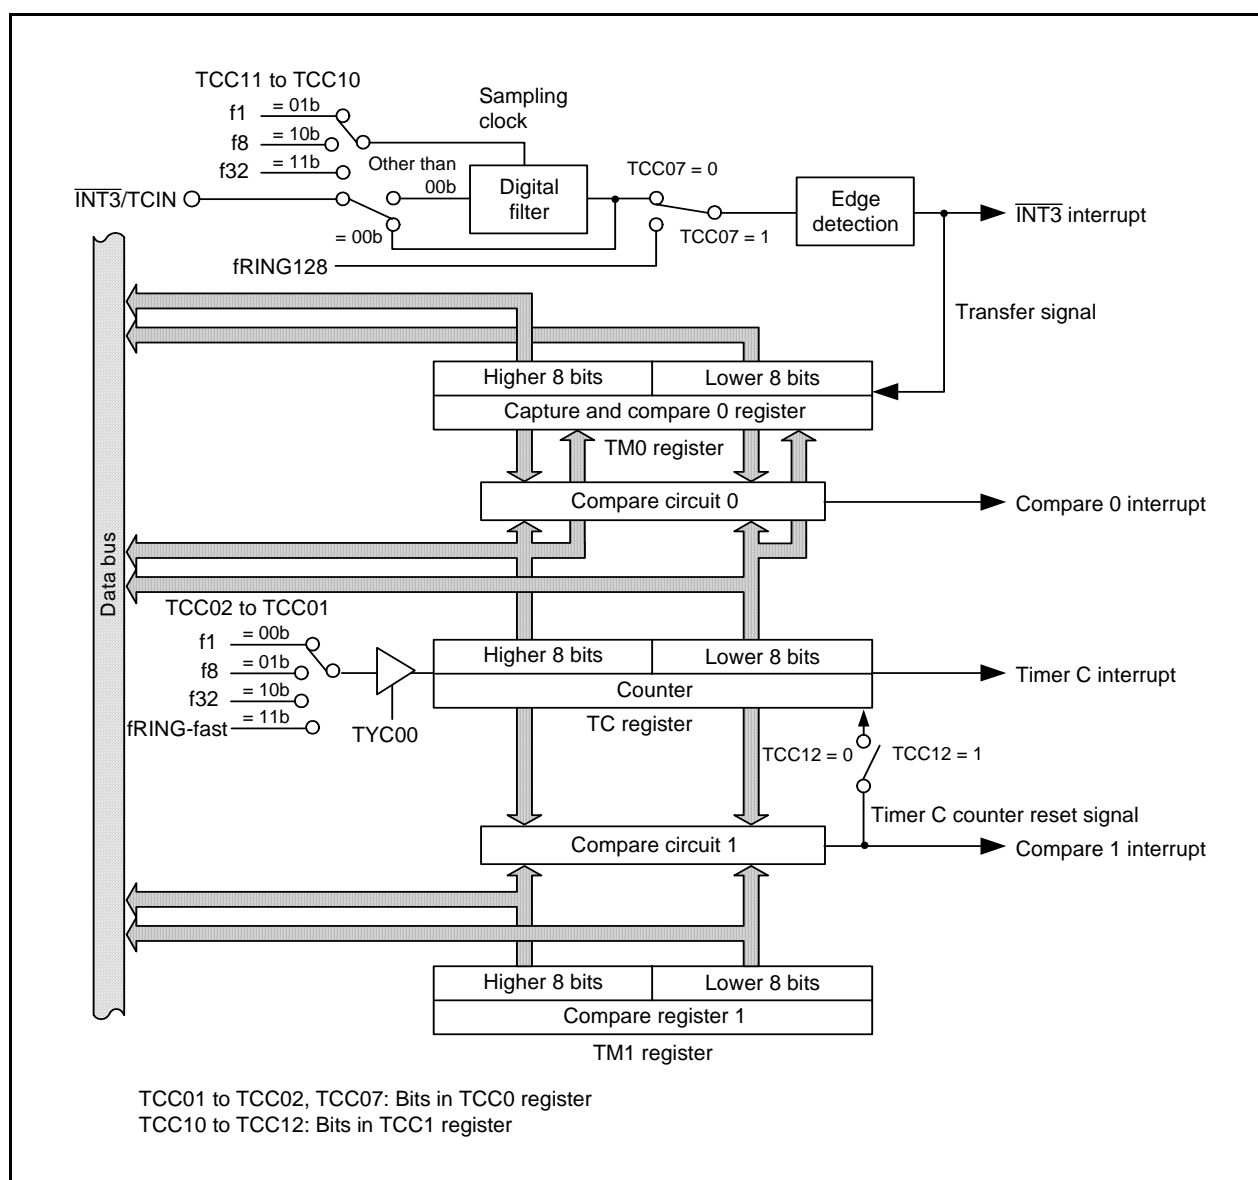 TCC11 to TCC10
f1 = 01b
f8 = 10b
f32 = 11b
Sampling
clock
Other than
00b
= 00b
INT3/TCIN
Digital
filter
TCC07 = 0
TCC07 = 1
fRING128
Edge
detection
INT3 interrupt
Transfer signal
Higher 8 bits
Lower 8 bits
Capture and compare 0 register
TM0 register
Compare circuit 0
Compare 0 interrupt
Data bus
TCC02 to TCC01
f1 = 00b
f8 = 01b
f32 = 10b
fRING-fast = 11b
TYC00
Higher 8 bits
Lower 8 bits
Counter
TC register
Timer C interrupt
TCC12 = 0
TCC12 = 1
Timer C counter reset signal
Compare circuit 1
Compare 1 interrupt
Higher 8 bits
Lower 8 bits
Compare register 1
TM1 register
TCC01 to TCC02, TCC07: Bits in TCC0 register
TCC10 to TCC12: Bits in TCC1 register